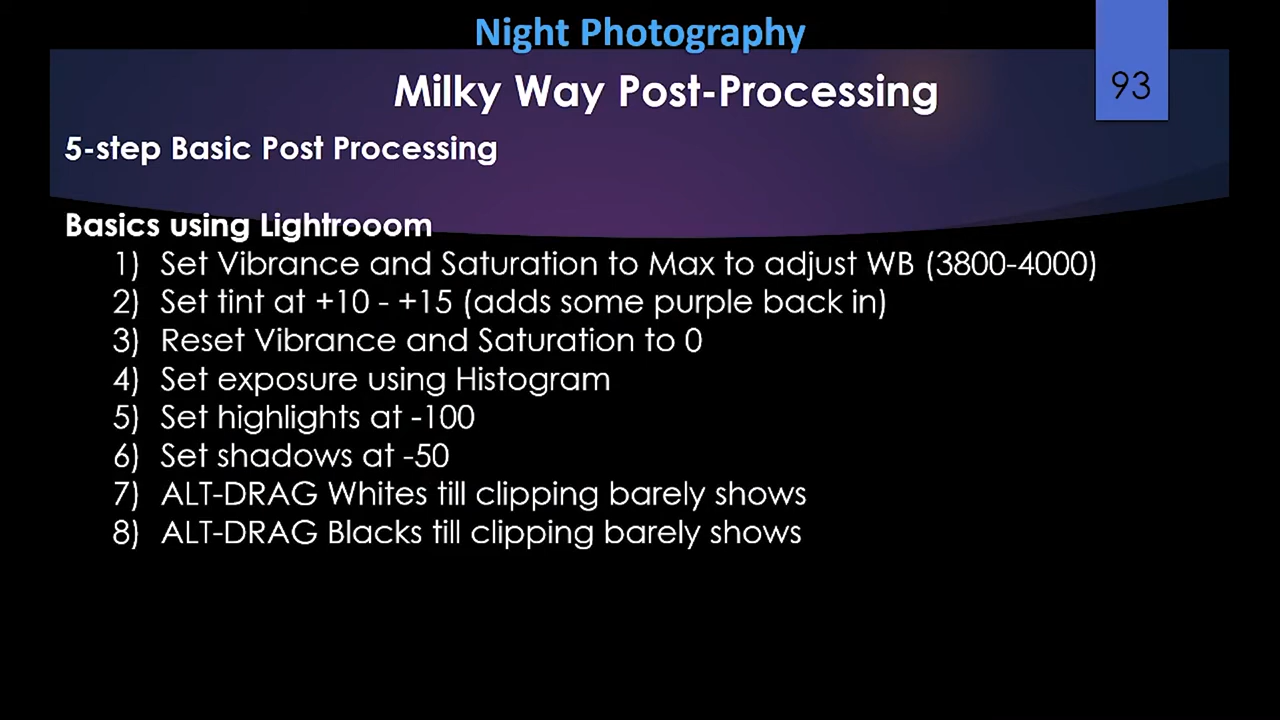 Night Photography
Milky Way Post-Processing
93
5-step Basic Post Processing
Basics using Lightrooom
1) Set Vibrance and Saturation to Max to adjust WB (3800-4000)
2) Set tint at +10 - +15 (adds some purple back in)
3) Reset Vibrance and Saturation to 0
4) Set exposure using Histogram
5) Set highlights at -100
6) Set shadows at -50
7) ALT-DRAG Whites till clipping barely shows
8) ALT-DRAG Blacks till clipping barely shows